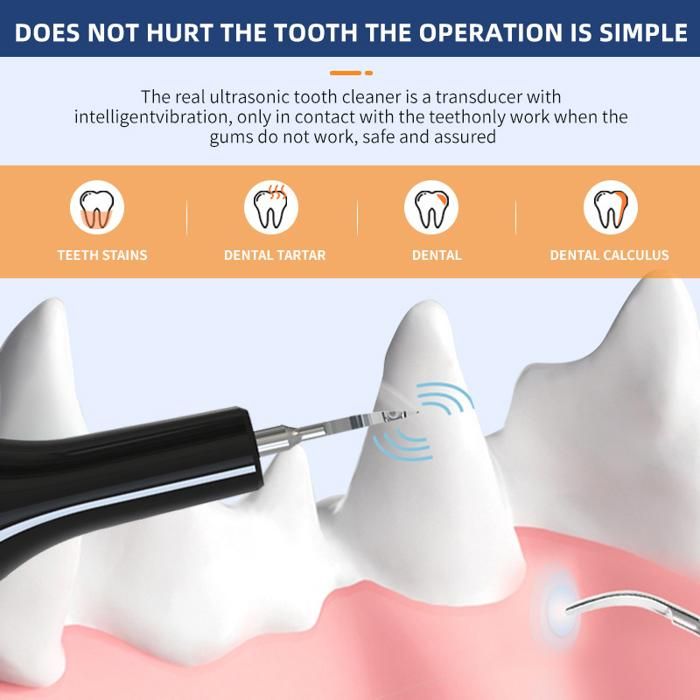 DOES NOT HURT THE TOOTH THE OPERATION IS SIMPLE
The real ultrasonic tooth cleaner is a transducer with
intelligentvibration, only in contact with the teethonly work when the
gums do not work, safe and assured
TEETH STAINS
DENTAL TARTAR
DENTAL
DENTAL CALCULUS